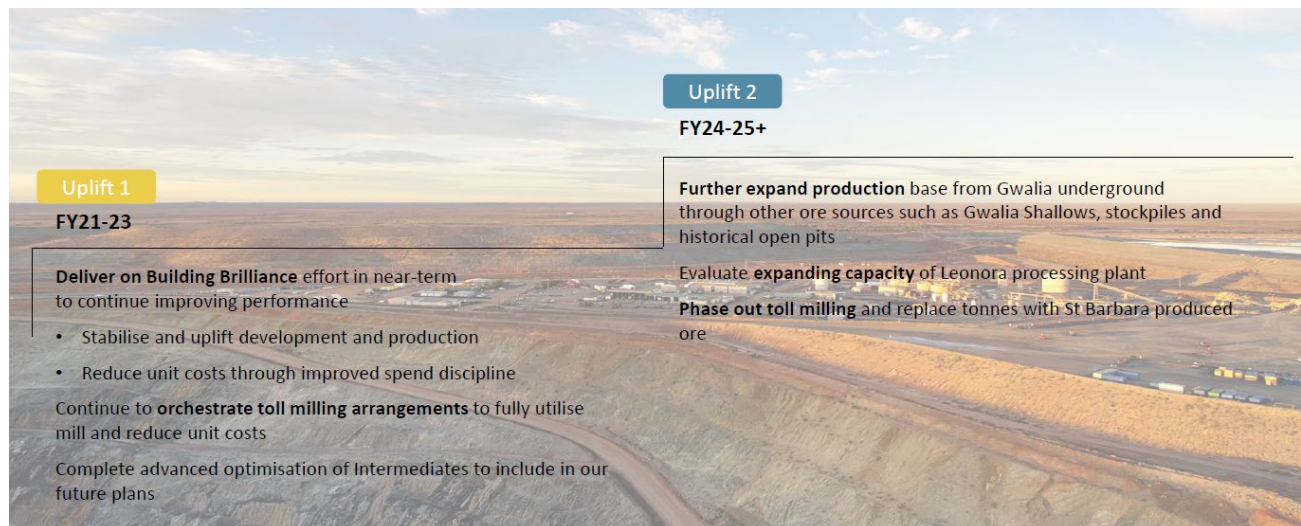 Uplift 1
FY21-23
Deliver on Building Brilliance effort in near-term
to continue improving performance
• Stabilise and uplift development and production
• Reduce unit costs through improved spend discipline
Continue to orchestrate toll milling arrangements to fully utilise
mill and reduce unit costs
Complete advanced optimisation of Intermediates to include in our
future plans
Uplift 2
FY24-25+
Further expand production base from Gwalia underground
through other ore sources such as Gwalia Shallows, stockpiles and
historical open pits
Evaluate expanding capacity of Leonora processing plant
Phase out toll milling and replace tonnes with St Barbara produced
ore